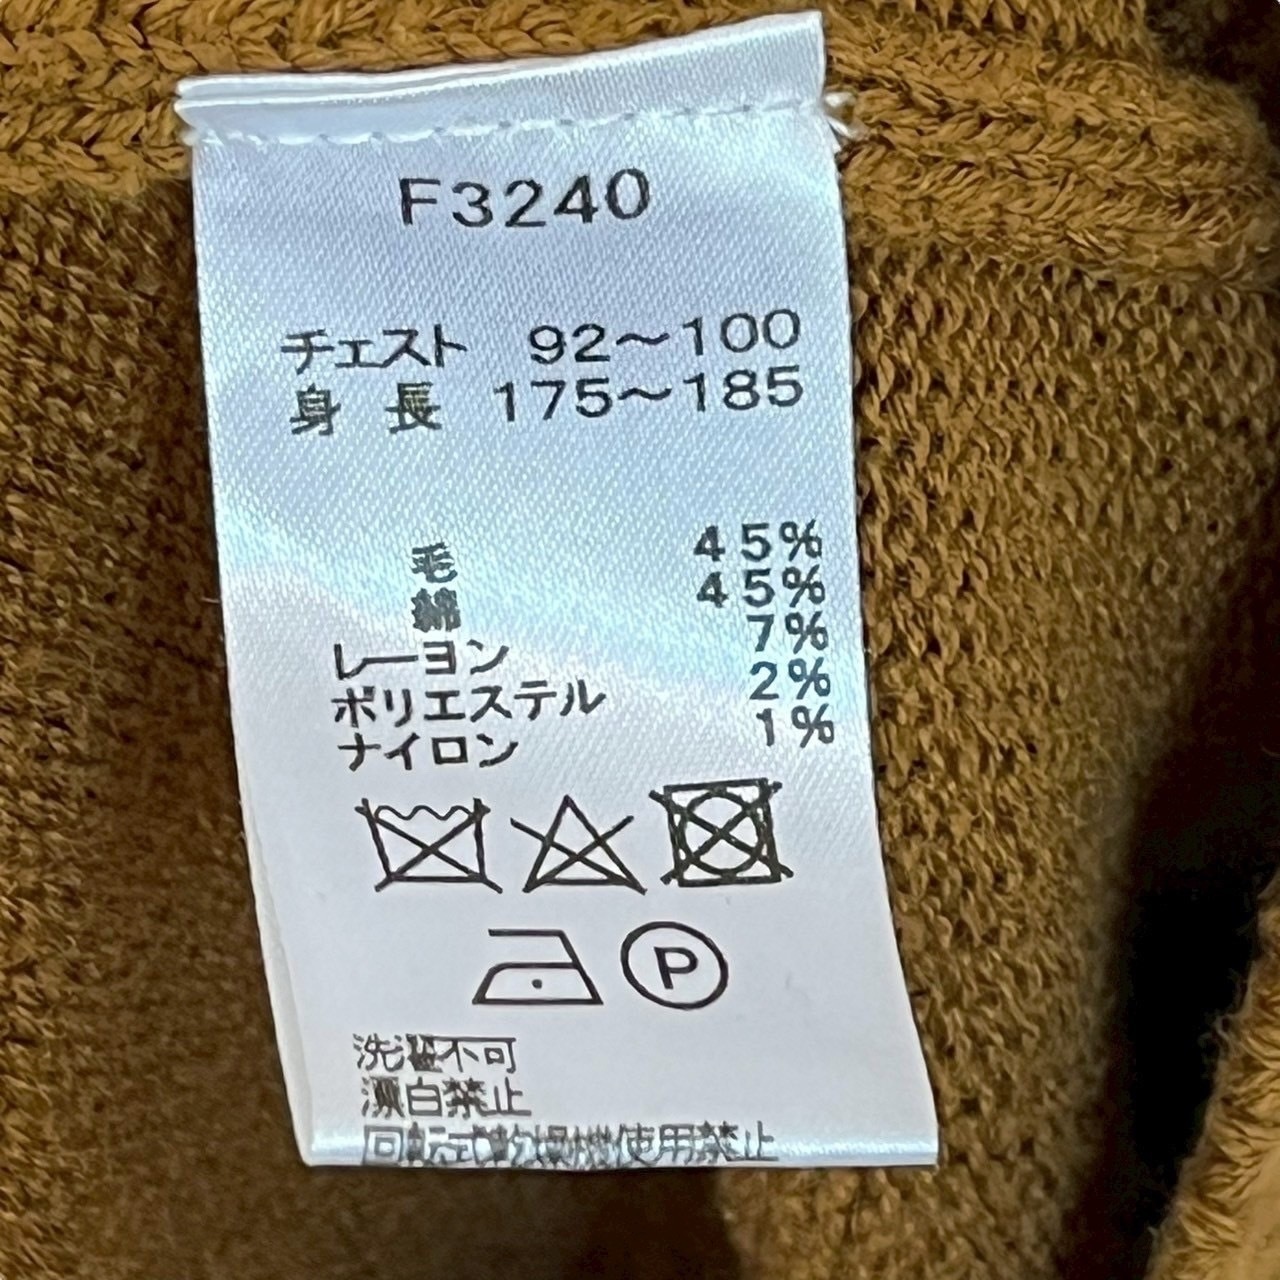 F3240
チェスト 92～100
身長 175～185
毛 45%
綿 45%
レーヨン 7%
ポリエステル 2%
ナイロン 1%
P
洗濯不可
漂白禁止
回転式乾燥機使用禁止